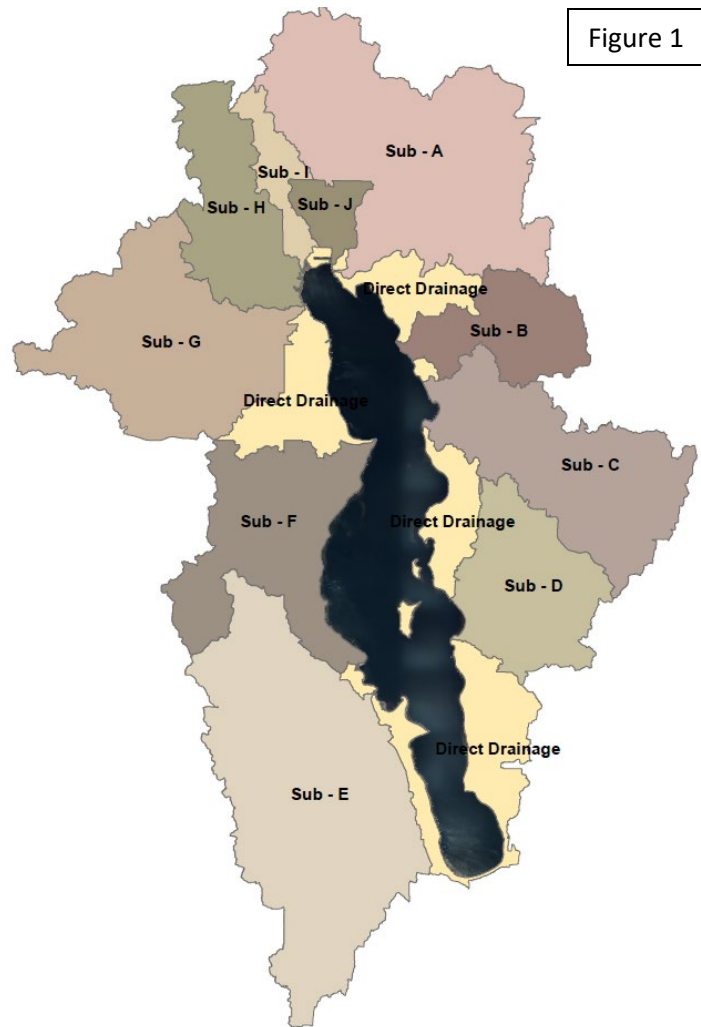 Figure 1
Sub - A
Sub - I
Sub - J
Sub - H
Direct Drainage
Sub - B
Sub - G
Direct Drainage
Sub - C
Sub - F
Direct Drainage
Sub - D
Direct Drainage
Sub - E